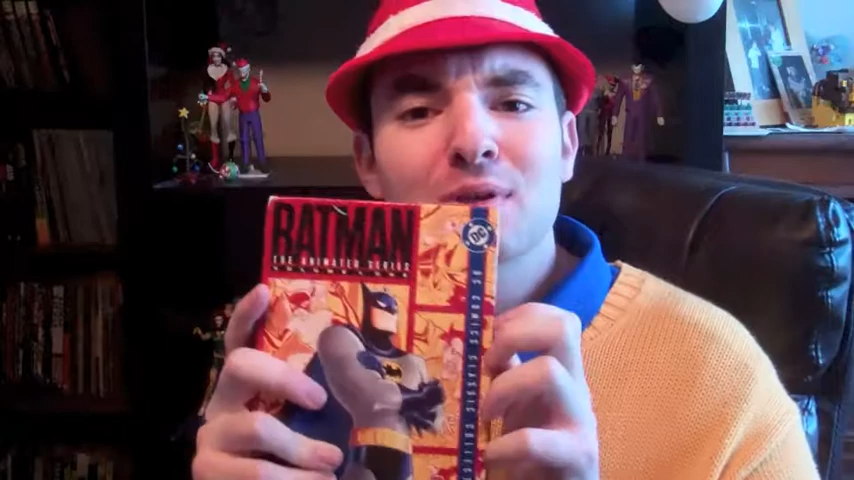 BATMAN
THE ANIMATED SERIES
DC
DC COMICS CLASSIC COLLECTION